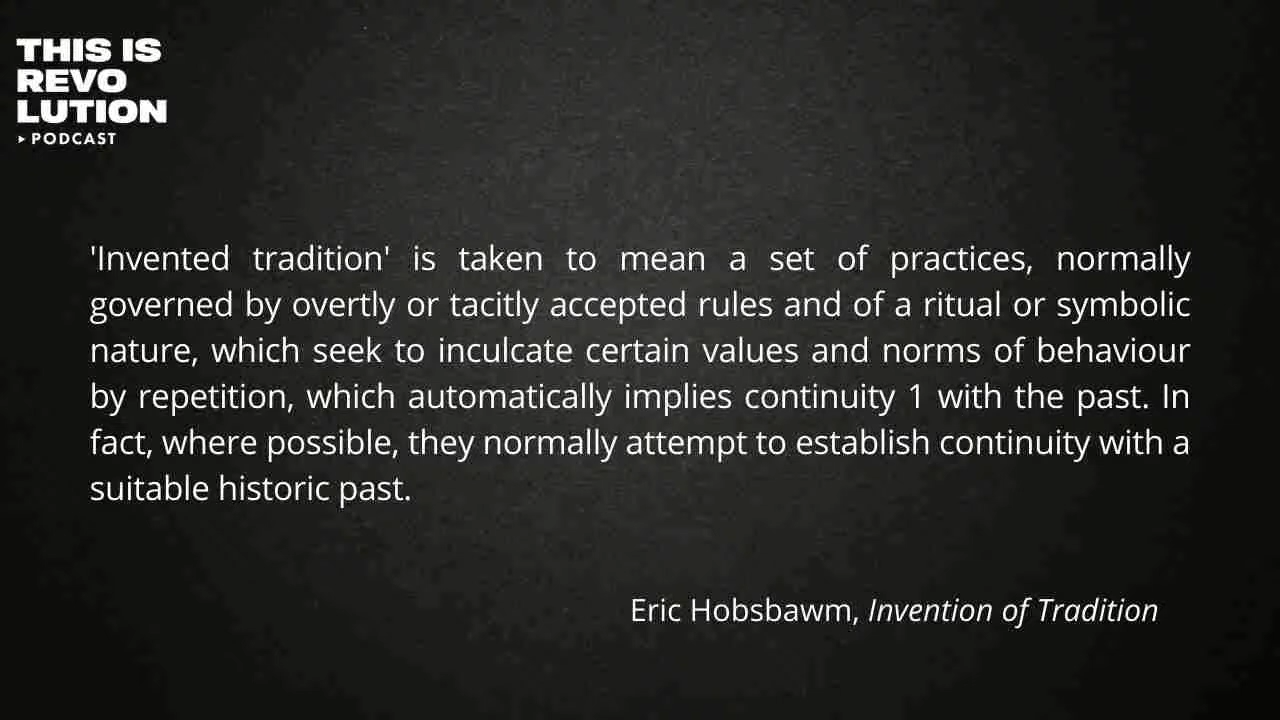 THIS IS
REVO
LUTION
▸ PODCAST
'Invented tradition' is taken to mean a set of practices, normally
governed by overtly or tacitly accepted rules and of a ritual or symbolic
nature, which seek to inculcate certain values and norms of behaviour
by repetition, which automatically implies continuity 1 with the past. In
fact, where possible, they normally attempt to establish continuity with a
suitable historic past.
Eric Hobsbawm, Invention of Tradition